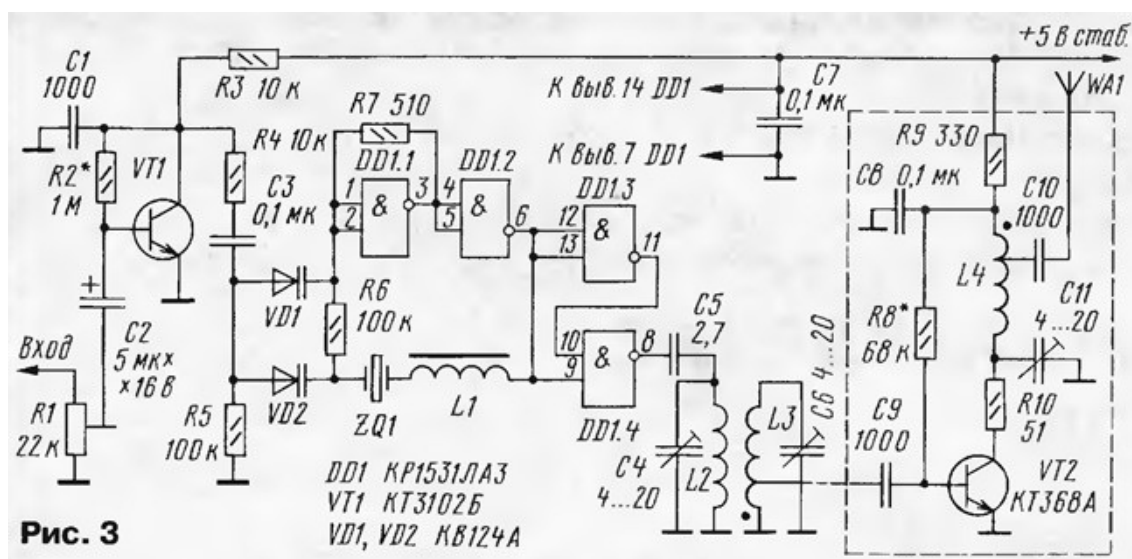 +5 В стаб.
C1
1000
R3 10 к
К выв.14 DD1
C7
0,1 мк
WA1
R7 510
R4 10 к
DD1.1
DD1.2
К выв.7 DD1
R9 330
R2*
1 М
VT1
C3
0,1 мк
1
2
&
3
4
5
&
6
DD1.3
12
13
&
11
C8 0,1 мк
C10
1000
L4
VD1
R6
100 к
C2
5 мк×
×16 В
Вход
R1
22 к
R5
100 к
VD2
ZQ1
L1
10
9
&
8
DD1.4
C5
2,7
C4
4...20
L2
L3
C6 4...20
R8*
68 к
C11
4...20
C9
1000
R10
51
VT2
КТ368А
DD1 КР1531ЛА3
VT1 КТ3102Б
VD1, VD2 КВ124А
Рис. 3